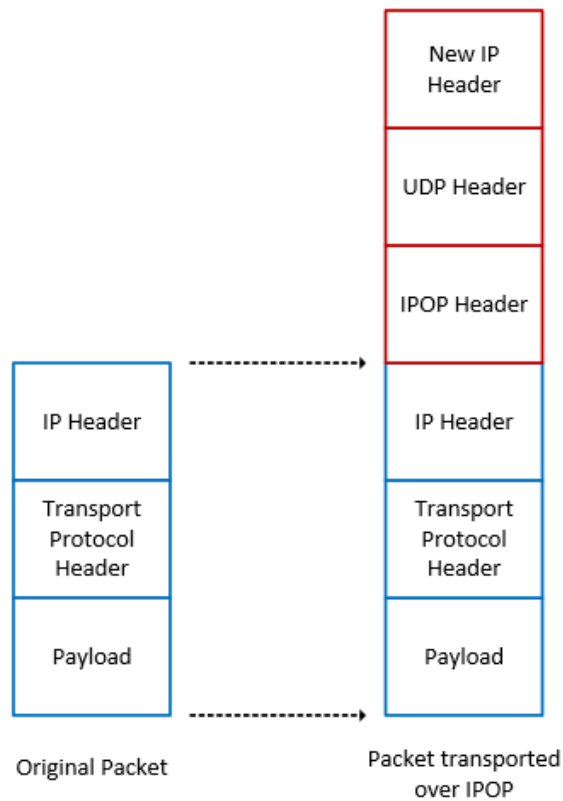 New IP
Header
UDP Header
IPOP Header
IP Header
Transport
Protocol
Header
Payload
Original Packet
IP Header
Transport
Protocol
Header
Payload
Packet transported
over IPOP